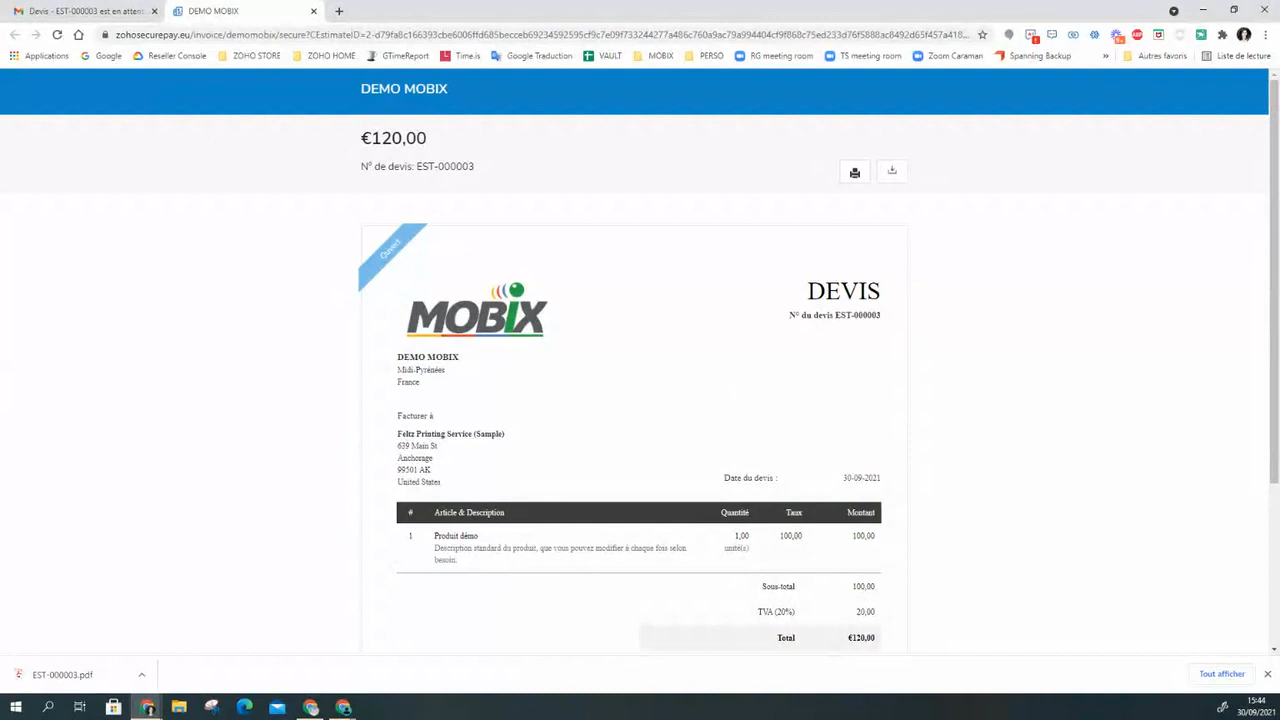 Devis - EST-000003 est en atten
DEMO MOBIX
zohosecurepay.eu/invoice/demomobix/secure?CEstimateID=2-d79fa8c166393cbe6006ffd685becceb69234592595cf9c7e09f733244277a486c760a9ac79a994404cf9f868c75ed233d76f5886ac8492d65f457a418...
Applications
Google
Reseller Console
ZOHO STORE
ZOHO HOME
GTimeReport
Time.is
Google Traduction
VAULT
MOBIX
PERSO
RG meeting room
TS meeting room
Zoom Caraman
Spanning Backup
»
Autres favoris
Liste de lecture
DEMO MOBIX
€120,00
N° de devis: EST-000003
Ouvert
MOBIX
DEVIS
N° du devis EST-000003
DEMO MOBIX
Midi-Pyrénées
France
Facturer à
Feltz Printing Service (Sample)
639 Main St
Anchorage
99501 AK
United States
Date du devis : 30-09-2021
# Article & Description Quantité Taux Montant
1 Produit démo 1,00 100,00 100,00
Description standard du produit, que vous pouvez modifier à chaque fois selon unité(s)
besoin.
Sous-total 100,00
TVA (20%) 20,00
Total €120,00
EST-000003.pdf
Tout afficher
15:44
30/09/2021